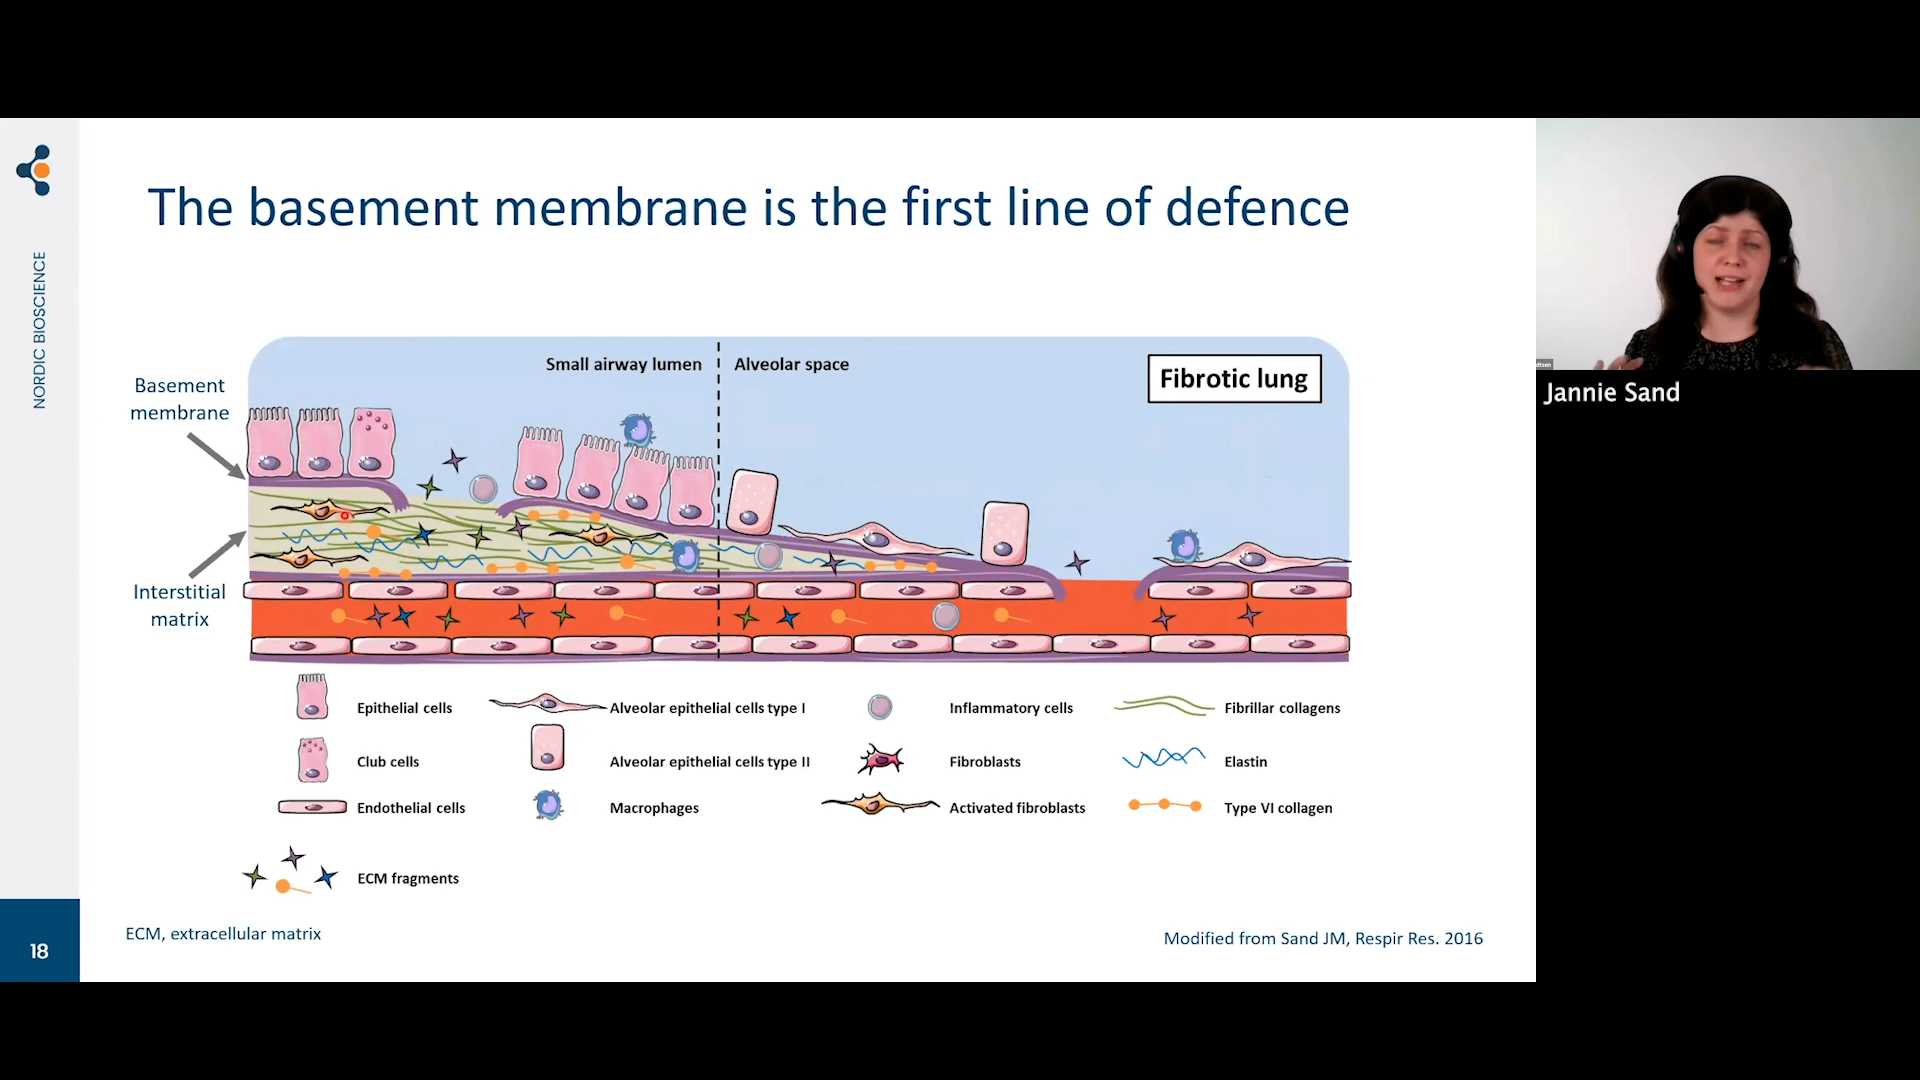 The basement membrane is the first line of defence
NORDIC BIOSCIENCE
Small airway lumen
Alveolar space
Fibrotic lung
Basement
membrane
Interstitial
matrix
Epithelial cells
Alveolar epithelial cells type I
Inflammatory cells
Fibrillar collagens
Club cells
Alveolar epithelial cells type II
Fibroblasts
Elastin
Endothelial cells
Macrophages
Activated fibroblasts
Type VI collagen
ECM fragments
ECM, extracellular matrix
Modified from Sand JM, Respir Res. 2016
18
Jannie Sand